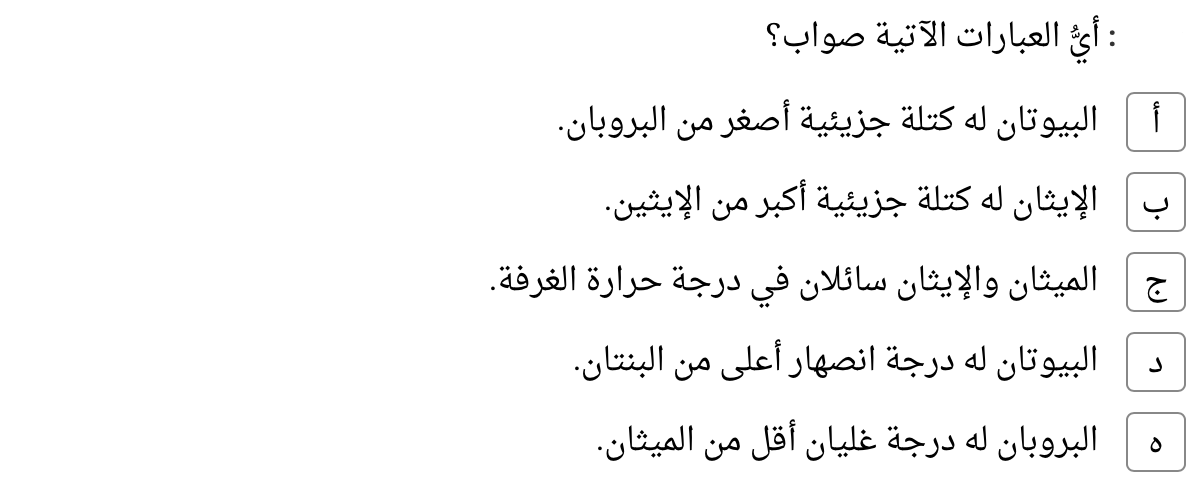 : أيُّ العبارات الآتية صواب؟
أ البيوتان له كتلة جزيئية أصغر من البروبان.
ب الإيثان له كتلة جزيئية أكبر من الإيثين.
ج الميثان والإيثان سائلان في درجة حرارة الغرفة.
د البيوتان له درجة انصهار أعلى من البنتان.
ه البروبان له درجة غليان أقل من الميثان.